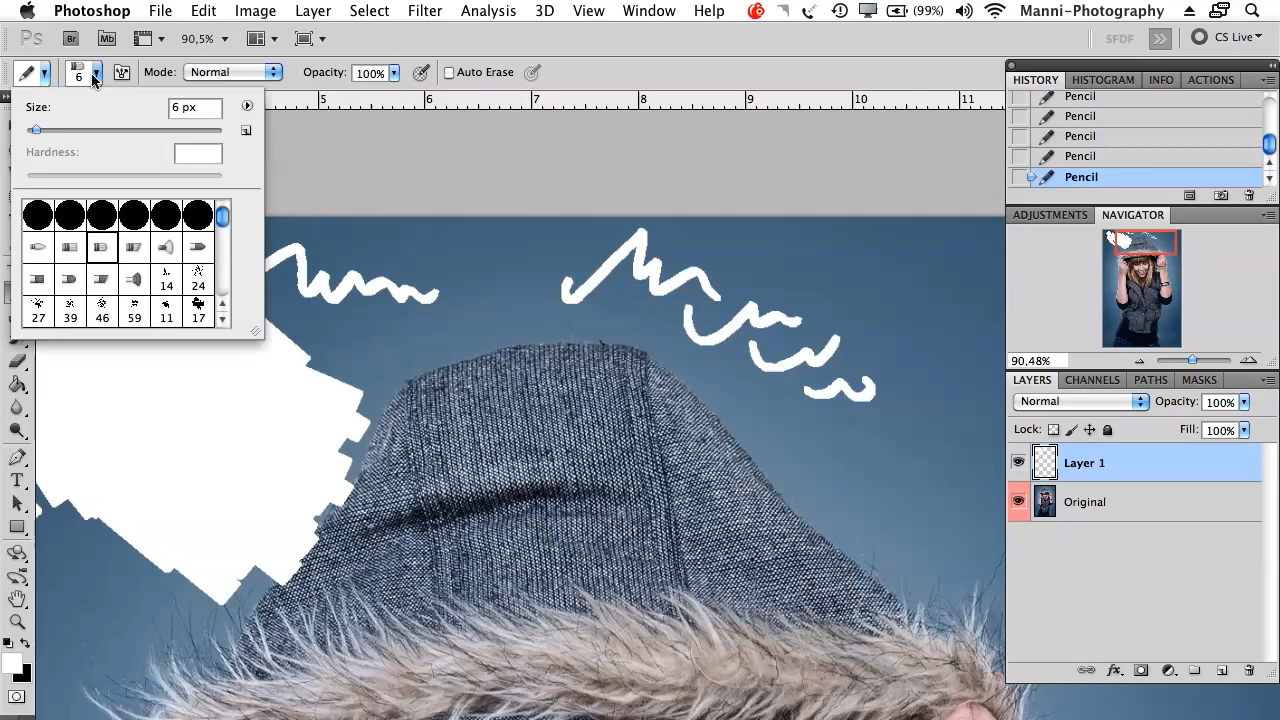 Photoshop File Edit Image Layer Select Filter Analysis 3D View Window Help (99%) Manni-Photography
Ps Br Mb 90,5% SFDF CS Live
6 Mode: Normal Opacity: 100% Auto Erase
HISTORY HISTOGRAM INFO ACTIONS
Size: 6 px
5 6 7 8 9 10 11
Pencil
Pencil
Pencil
Pencil
Pencil
Hardness:
ADJUSTMENTS NAVIGATOR
14 24
27 39 46 59 11 17
90,48%
LAYERS CHANNELS PATHS MASKS
Normal Opacity: 100%
Lock: Fill: 100%
Layer 1
Original
T
fx